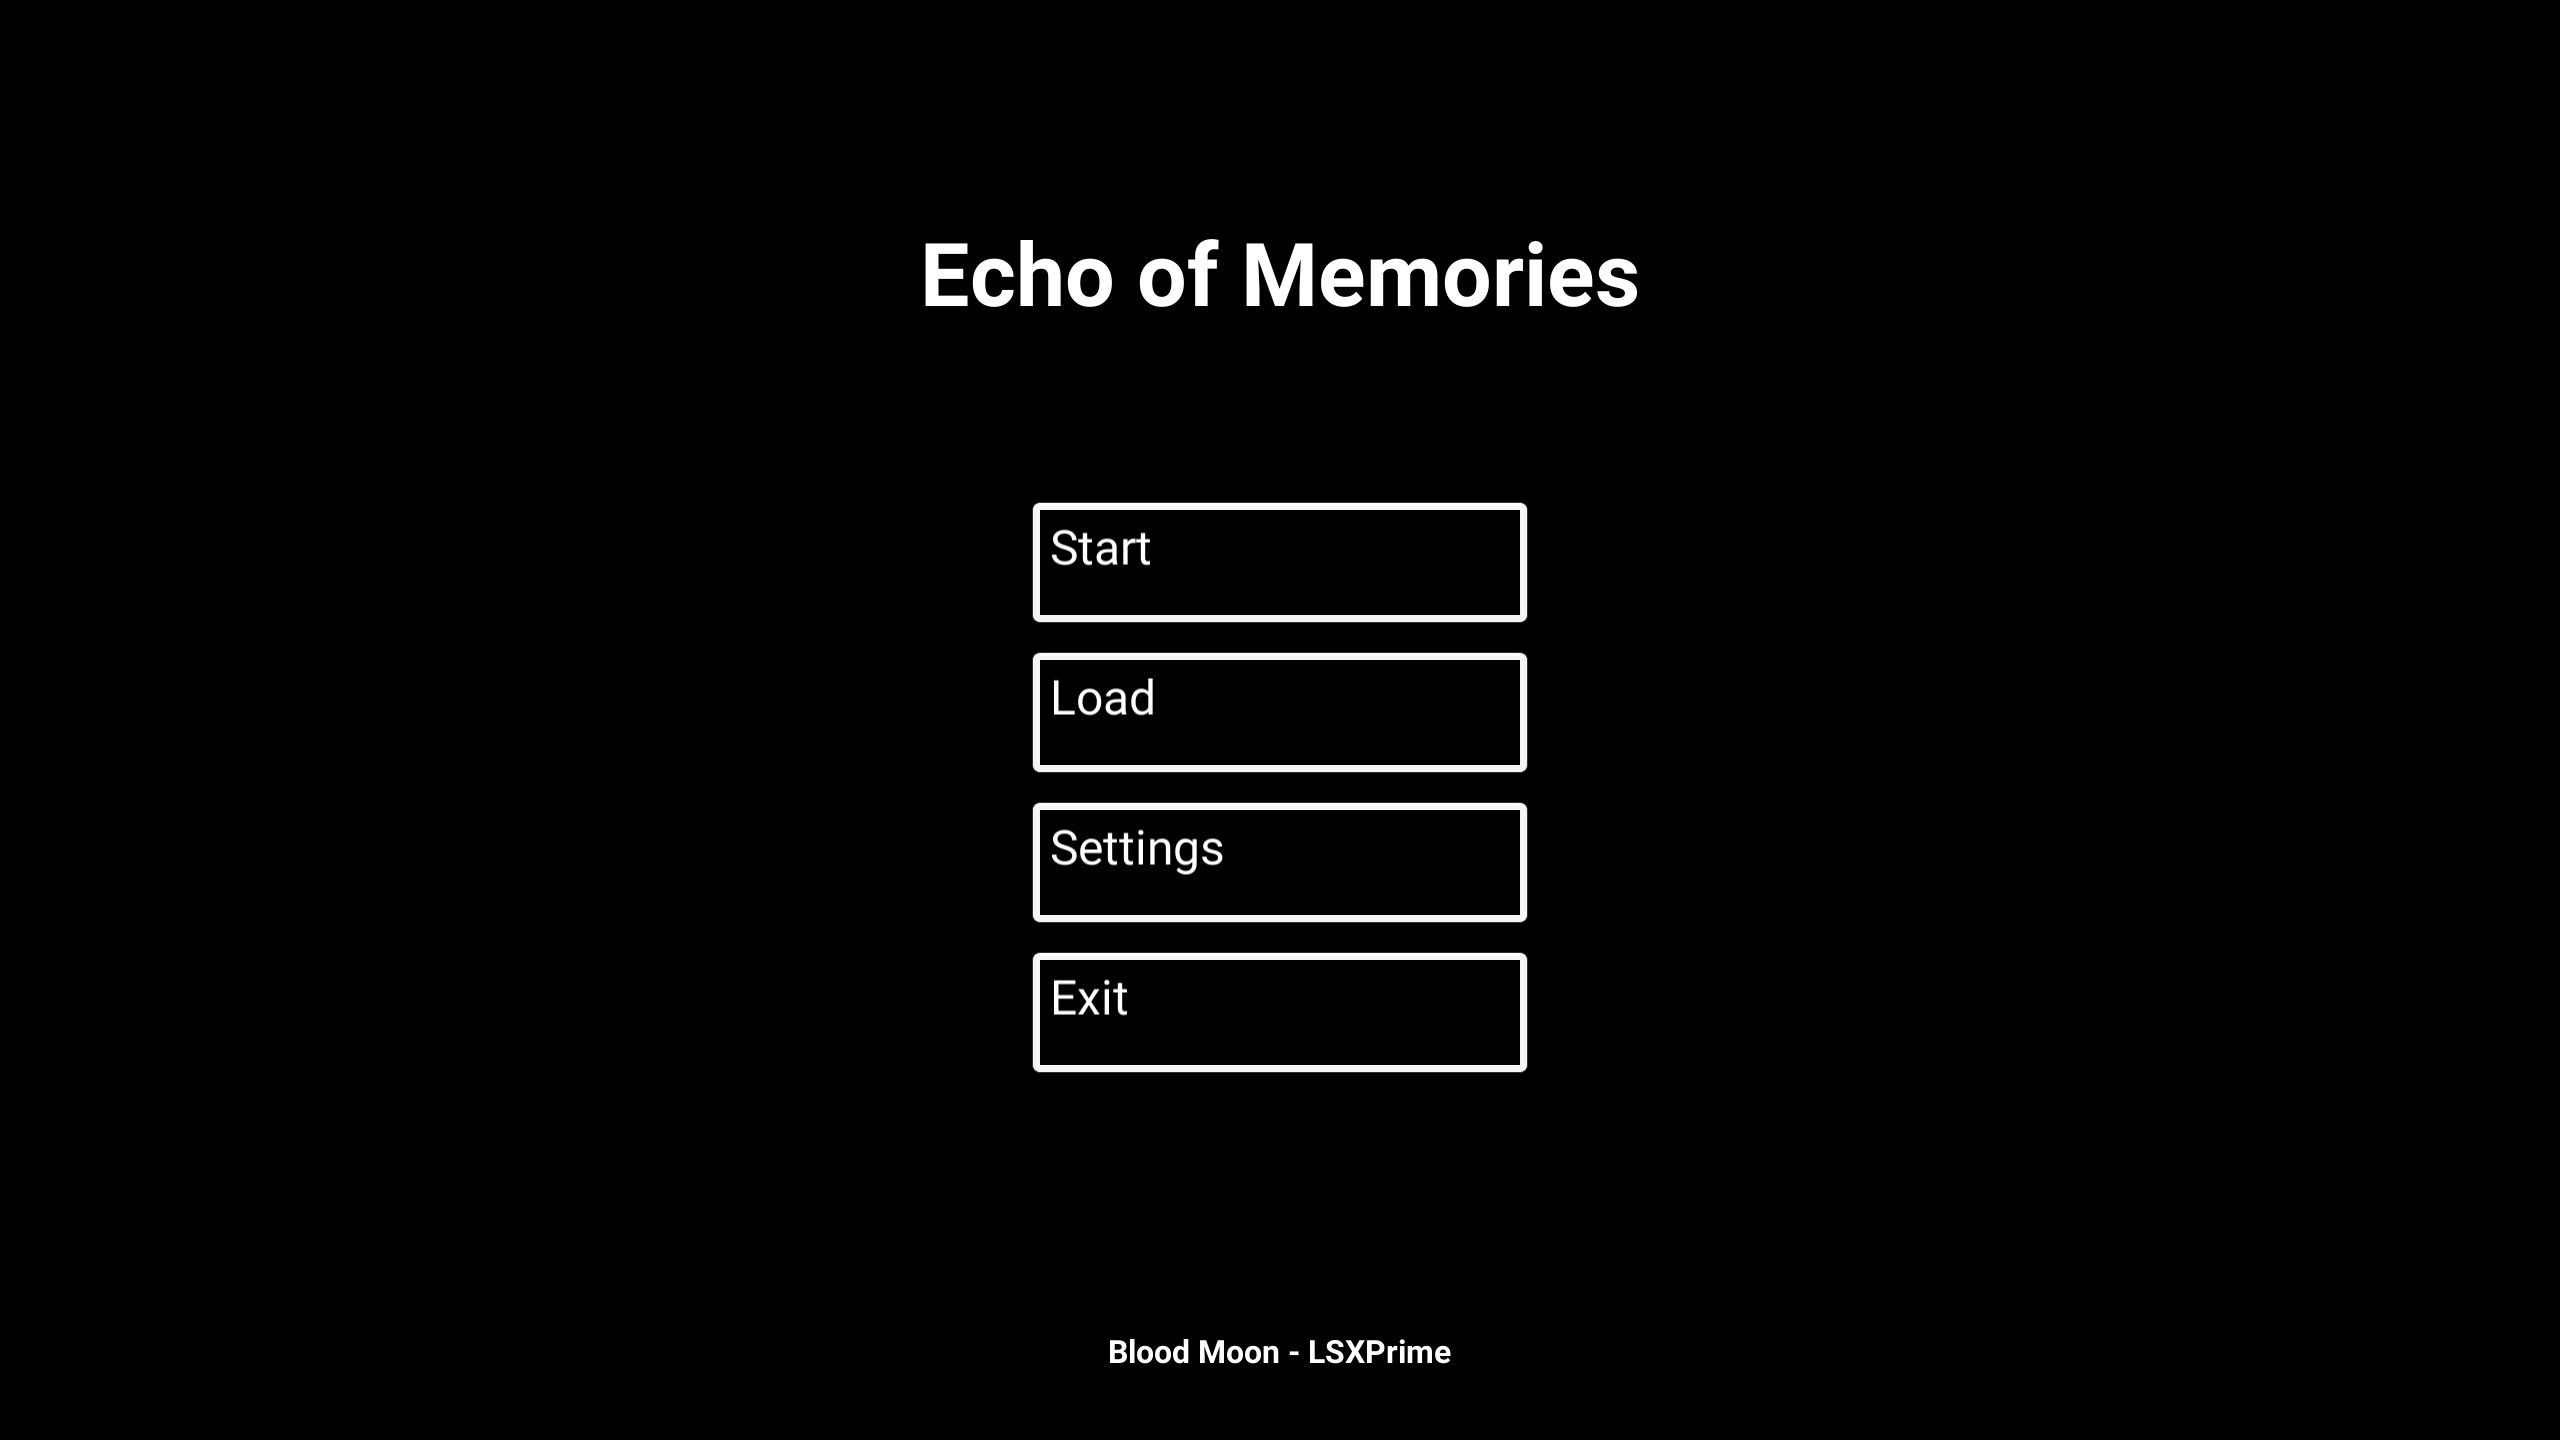 Echo of Memories
Start
Load
Settings
Exit
Blood Moon - LSXPrime